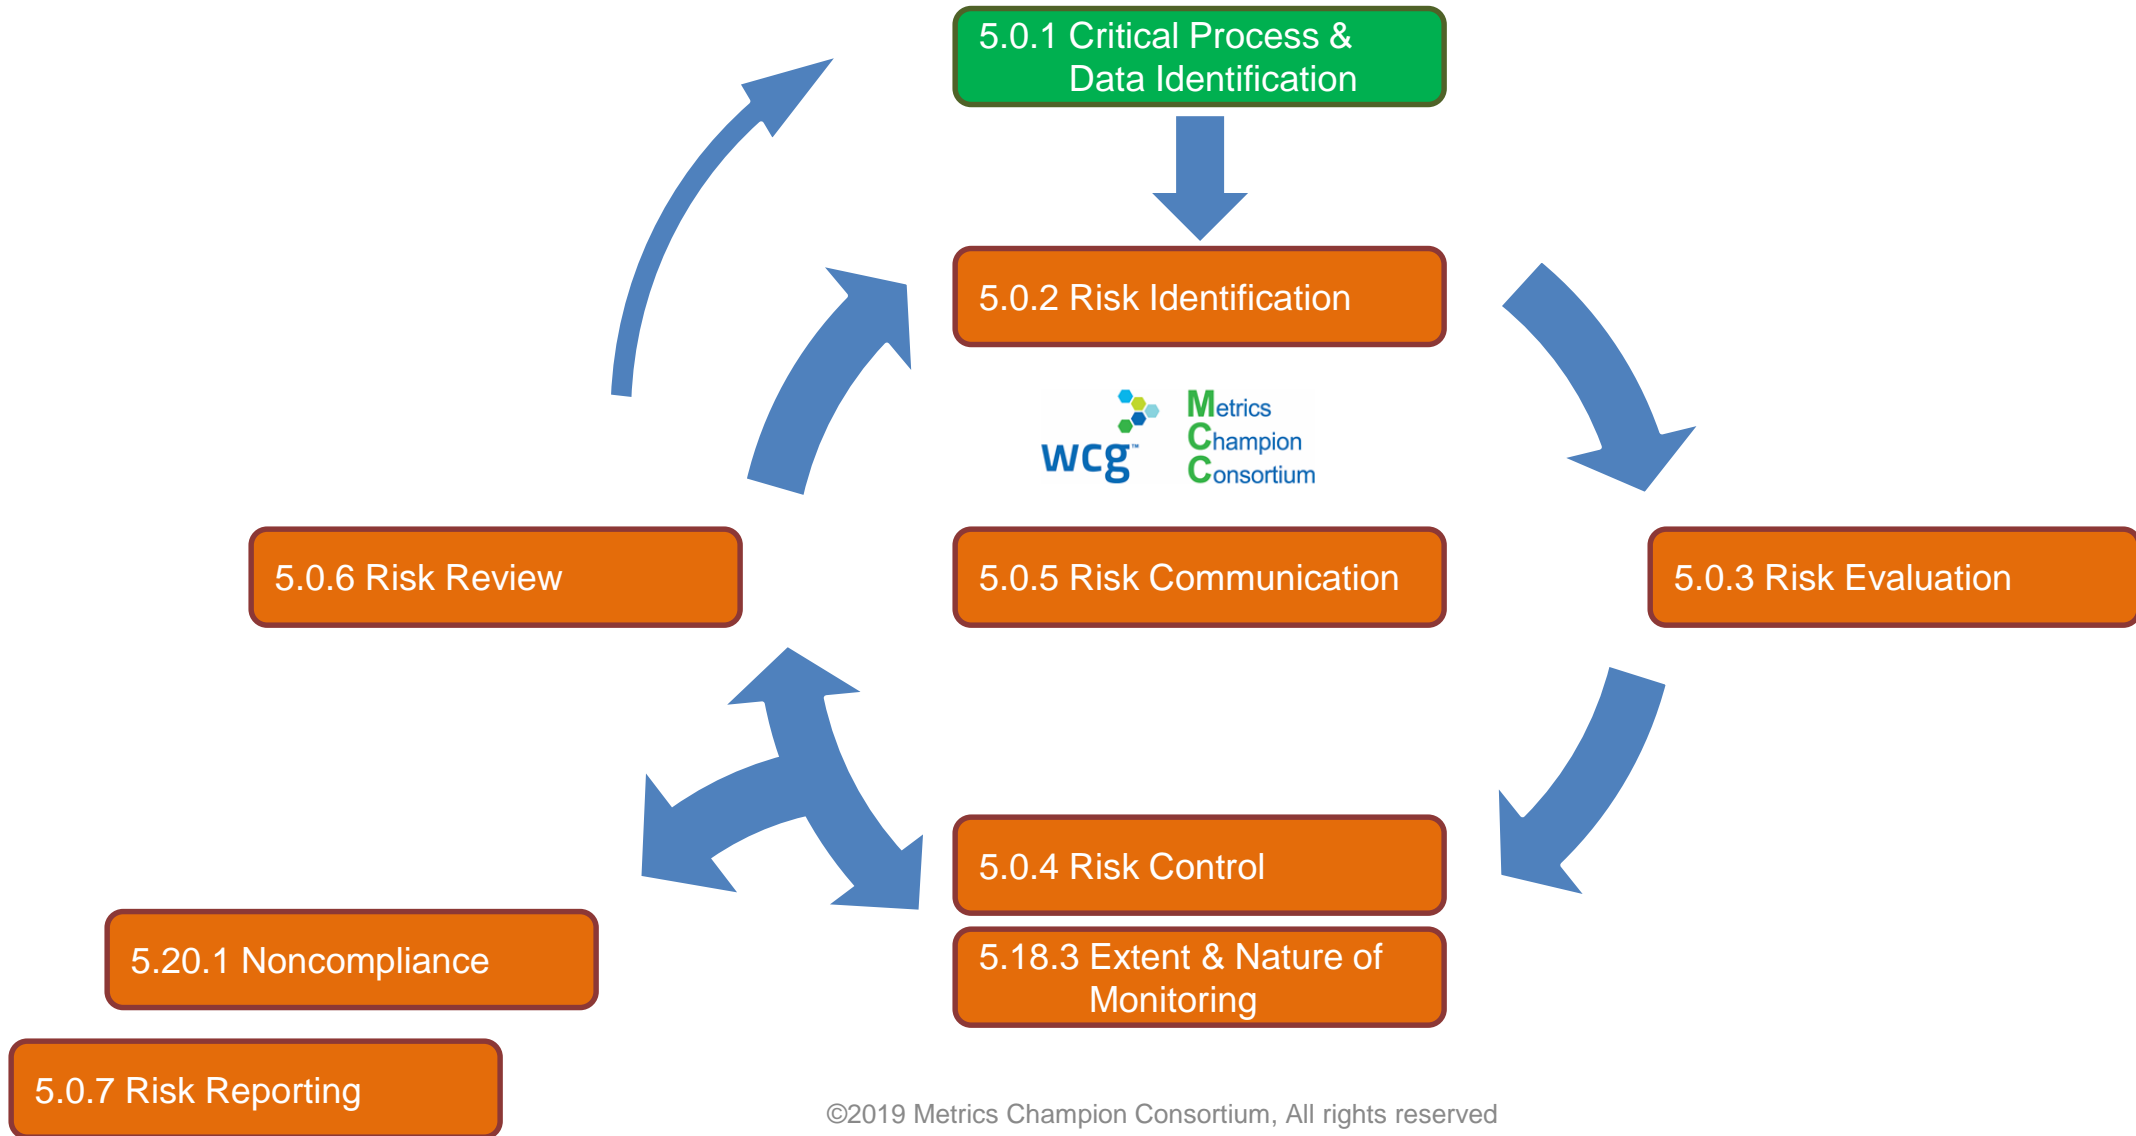 5.0.1 Critical Process &
Data Identification
5.0.2 Risk Identification
wcg™
Metrics
Champion
Consortium
5.0.6 Risk Review
5.0.5 Risk Communication
5.0.3 Risk Evaluation
5.0.4 Risk Control
5.18.3 Extent & Nature of
Monitoring
5.20.1 Noncompliance
5.0.7 Risk Reporting
©2019 Metrics Champion Consortium, All rights reserved